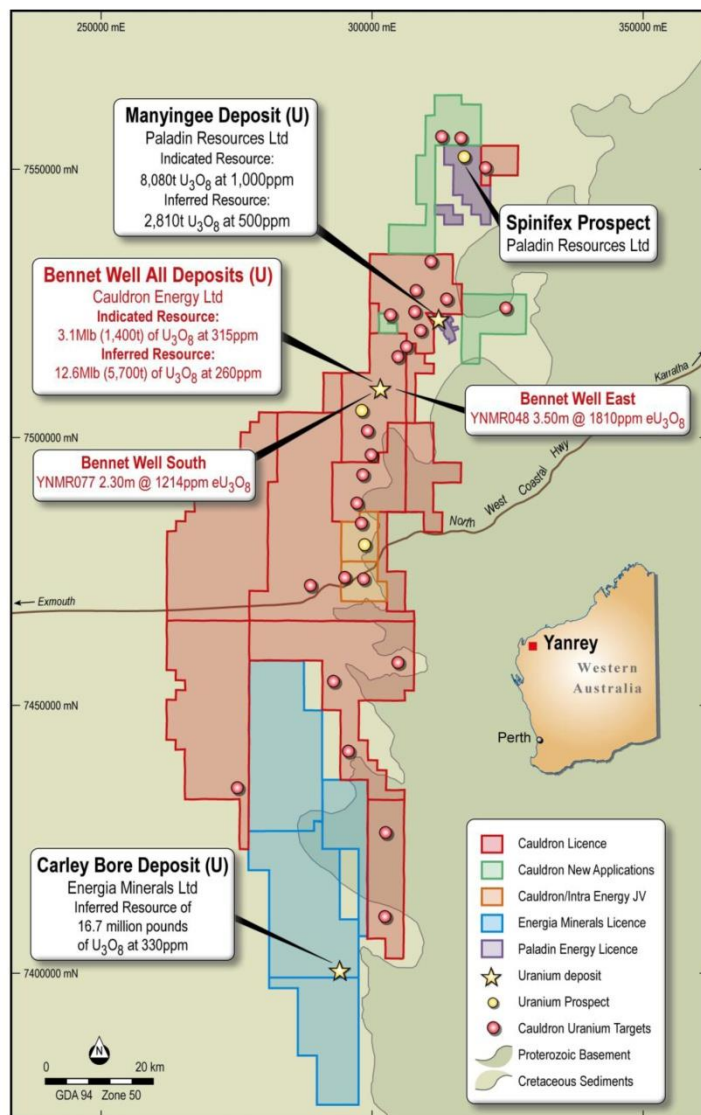 250000 mE
300000 mE
350000 mE
7550000 mN
7500000 mN
7450000 mN
7400000 mN
Manyingee Deposit (U)
Paladin Resources Ltd
Indicated Resource:
8,080t U₃O₈ at 1,000ppm
Inferred Resource:
2,810t U₃O₈ at 500ppm
Spinifex Prospect
Paladin Resources Ltd
Bennet Well All Deposits (U)
Cauldron Energy Ltd
Indicated Resource:
3.1Mlb (1,400t) of U₃O₈ at 315ppm
Inferred Resource:
12.6Mlb (5,700t) of U₃O₈ at 260ppm
Bennet Well East
YNMR048 3.50m @ 1810ppm eU₃O₈
Bennet Well South
YNMR077 2.30m @ 1214ppm eU₃O₈
Karratha
North West Coastal Hwy
Exmouth
Yanrey
Western
Australia
Perth
Carley Bore Deposit (U)
Energia Minerals Ltd
Inferred Resource of
16.7 million pounds
of U₃O₈ at 330ppm
Cauldron Licence
Cauldron New Applications
Cauldron/Intra Energy JV
Energia Minerals Licence
Paladin Energy Licence
Uranium deposit
Uranium Prospect
Cauldron Uranium Targets
Proterozoic Basement
Cretaceous Sediments
N
0 20 km
GDA 94 Zone 50